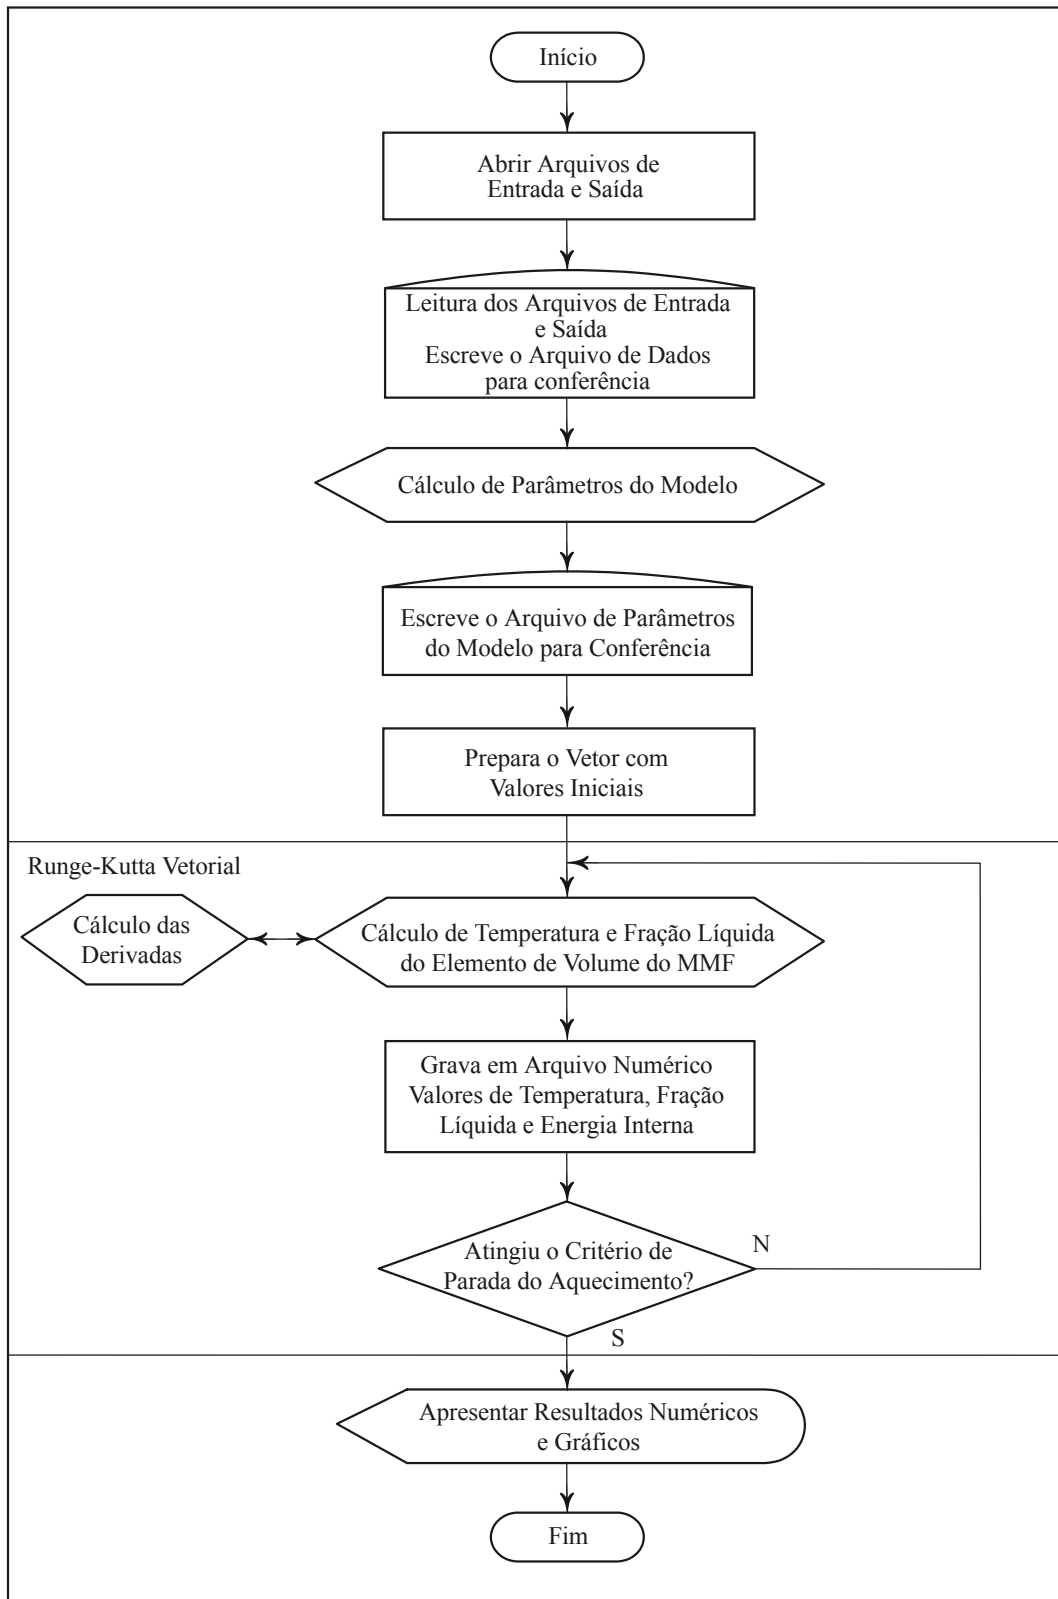 Início
Abrir Arquivos de
Entrada e Saída
Leitura dos Arquivos de Entrada
e Saída
Escreve o Arquivo de Dados
para conferência
Cálculo de Parâmetros do Modelo
Escreve o Arquivo de Parâmetros
do Modelo para Conferência
Prepara o Vetor com
Valores Iniciais
Runge-Kutta Vetorial
Cálculo das
Derivadas
Cálculo de Temperatura e Fração Líquida
do Elemento de Volume do MMF
Grava em Arquivo Numérico
Valores de Temperatura, Fração
Líquida e Energia Interna
Atingiu o Critério de
Parada do Aquecimento?
N
S
Apresentar Resultados Numéricos
e Gráficos
Fim